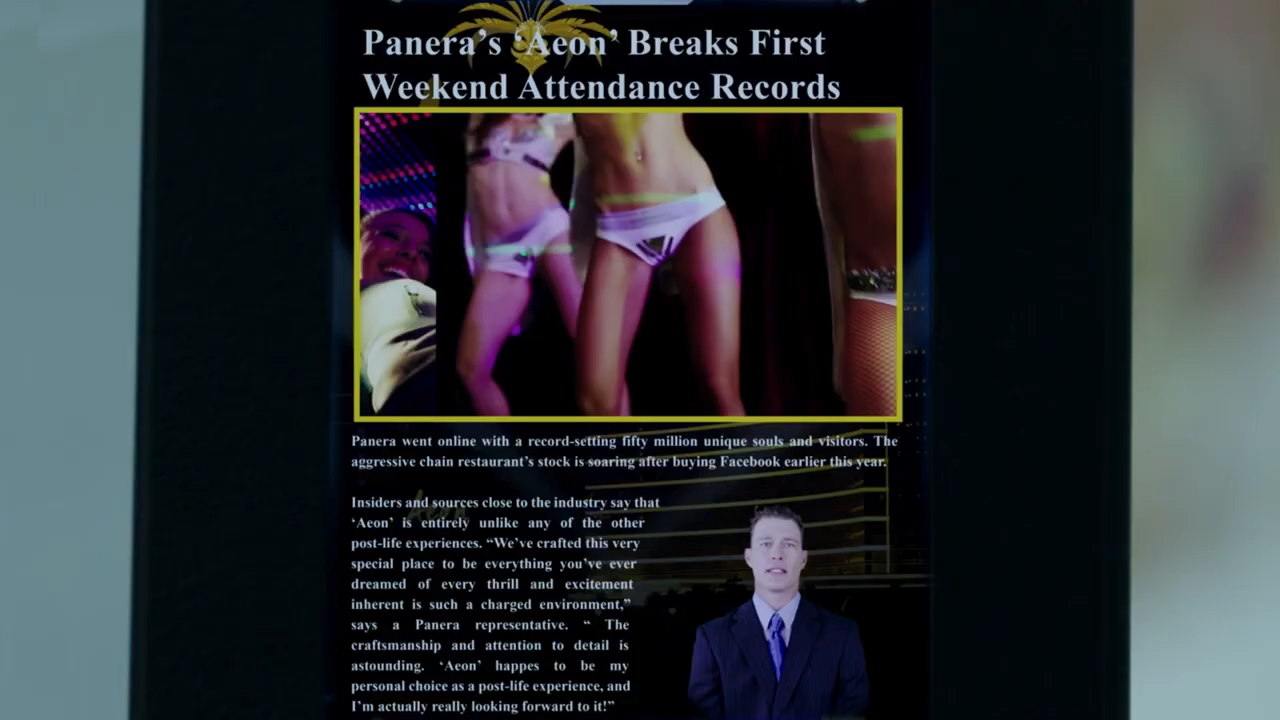 Panera’s ‘Aeon’ Breaks First
Weekend Attendance Records
Panera went online with a record-setting fifty million unique souls and visitors. The
aggressive chain restaurant’s stock is soaring after buying Facebook earlier this year.
Insiders and sources close to the industry say that
‘Aeon’ is entirely unlike any of the other
post-life experiences. “We’ve crafted this very
special place to be everything you’ve ever
dreamed of every thrill and excitement
inherent is such a charged environment,”
says a Panera representative. “ The
craftsmanship and attention to detail is
astounding. ‘Aeon’ happes to be my
personal choice as a post-life experience, and
I’m actually really looking forward to it!”